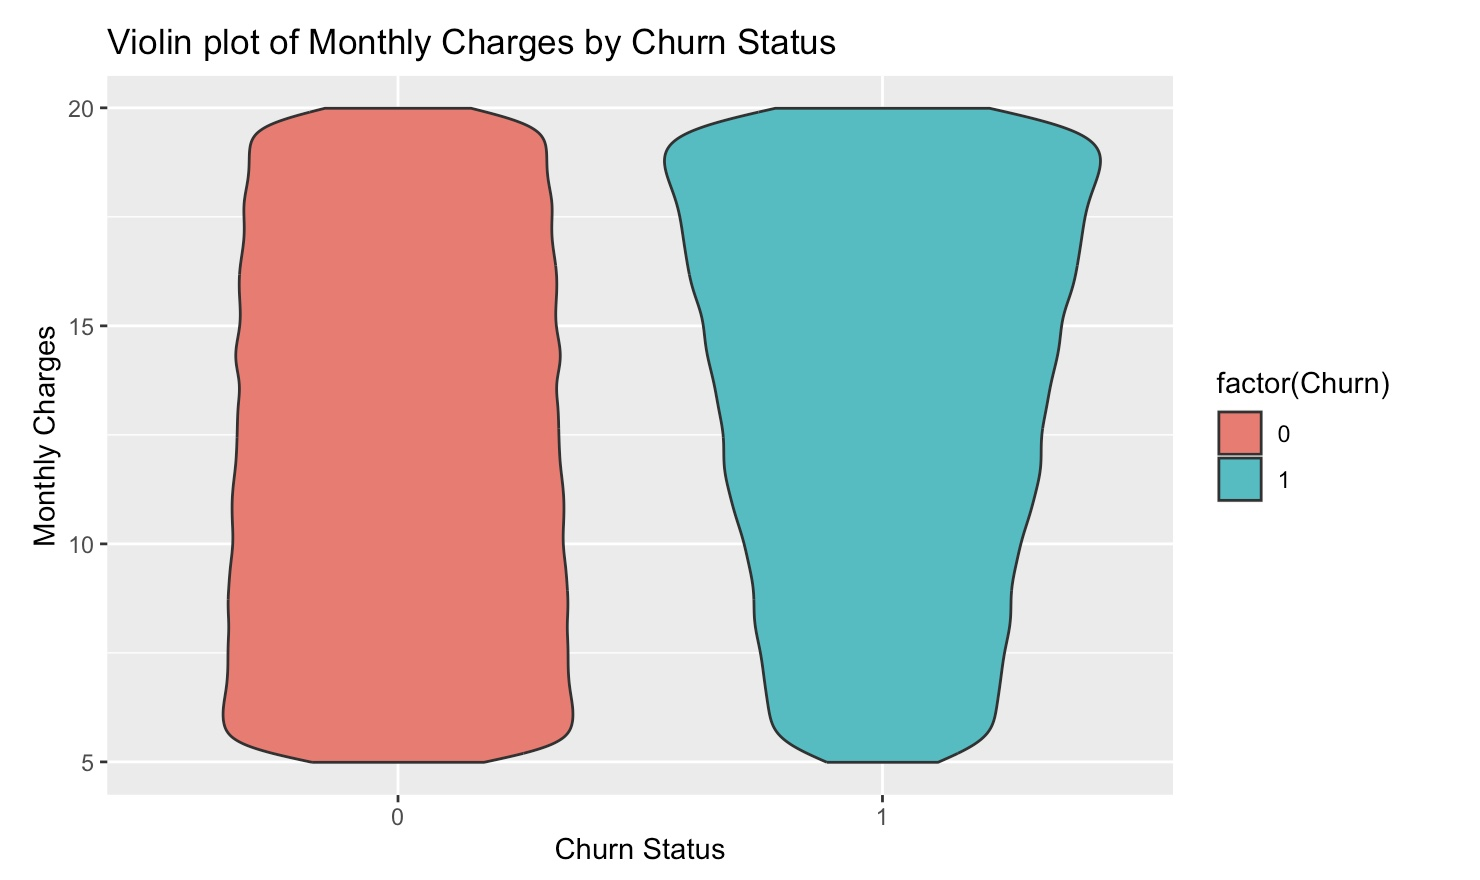 Violin plot of Monthly Charges by Churn Status
20
15
10
5
Monthly Charges
0
1
Churn Status
factor(Churn)
0
1